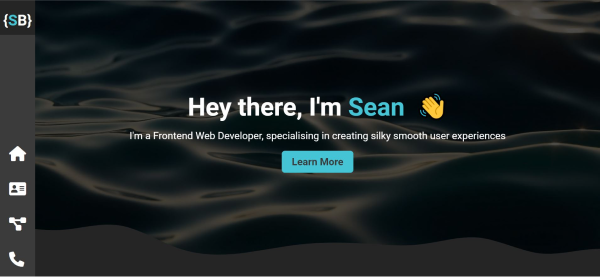 {SB}
Hey there, I'm Sean 👋
I'm a Frontend Web Developer, specialising in creating silky smooth user experiences
Learn More